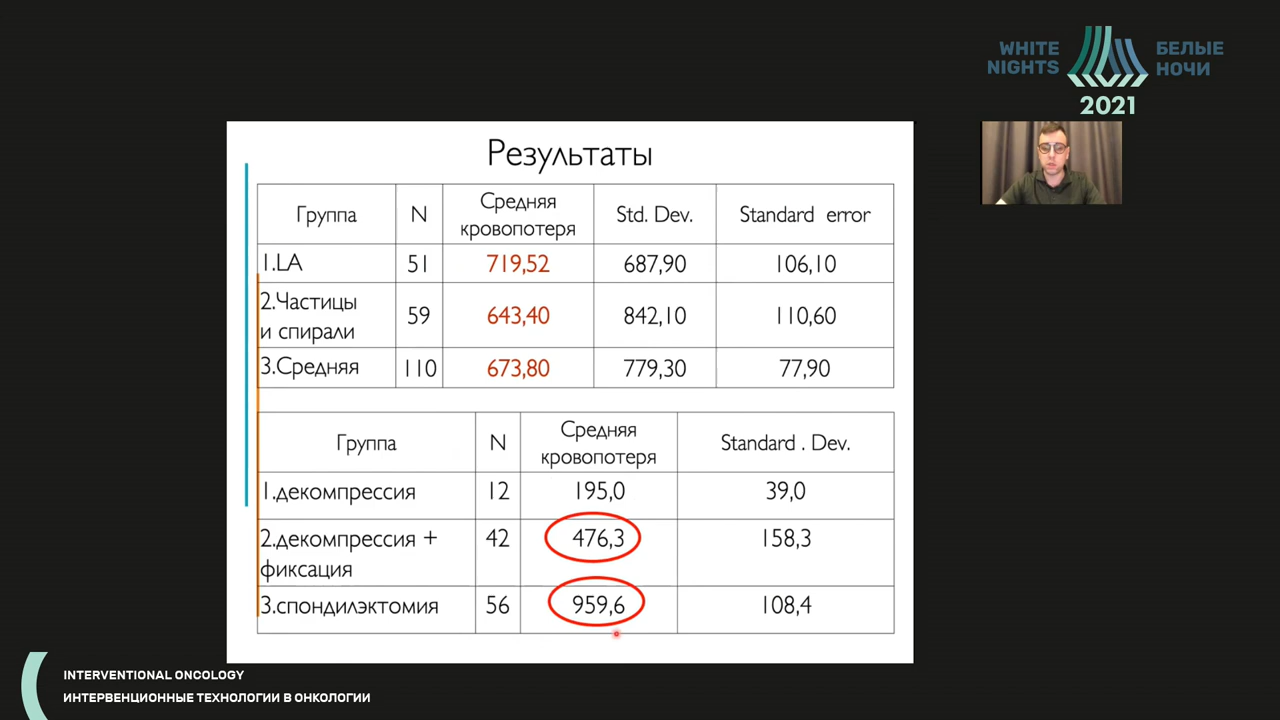 WHITE
NIGHTS
БЕЛЫЕ
НОЧИ
2021
Результаты
Группа
N
Средняя
кровопотеря
Std. Dev.
Standard error
1.LA
51
719,52
687,90
106,10
2.Частицы
и спирали
59
643,40
842,10
110,60
3.Средняя
110
673,80
779,30
77,90
Группа
N
Средняя
кровопотеря
Standard . Dev.
1.декомпрессия
12
195,0
39,0
2.декомпрессия +
фиксация
42
476,3
158,3
3.спондилэктомия
56
959,6
108,4
INTERVENTIONAL ONCOLOGY
ИНТЕРВЕНЦИОННЫЕ ТЕХНОЛОГИИ В ОНКОЛОГИИ